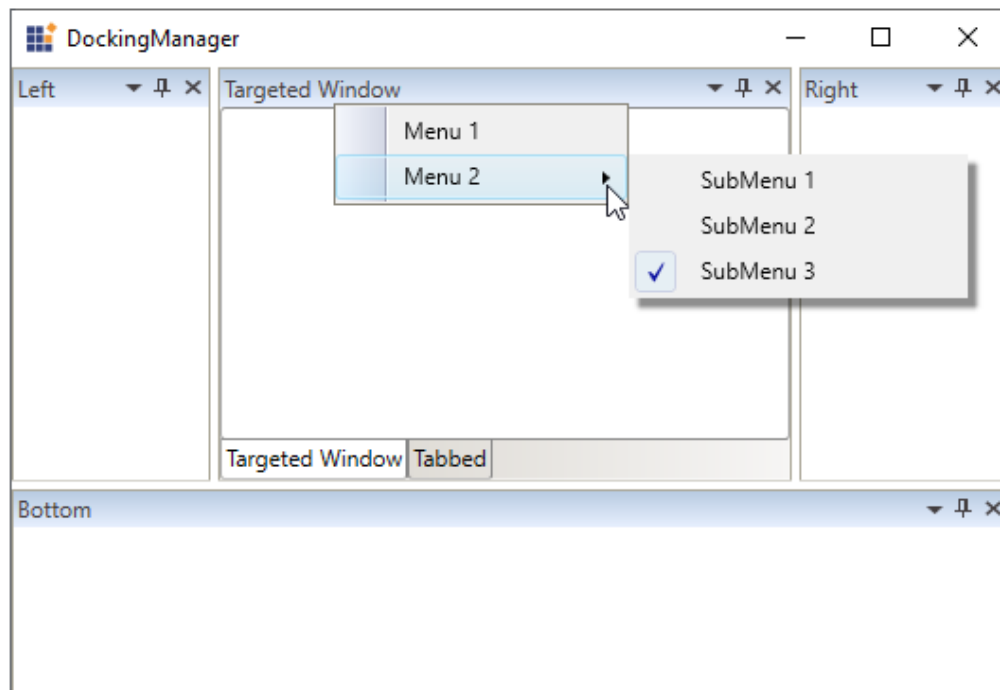 DockingManager
Left
Targeted Window
Right
Menu 1
Menu 2
SubMenu 1
SubMenu 2
SubMenu 3
Targeted Window
Tabbed
Bottom